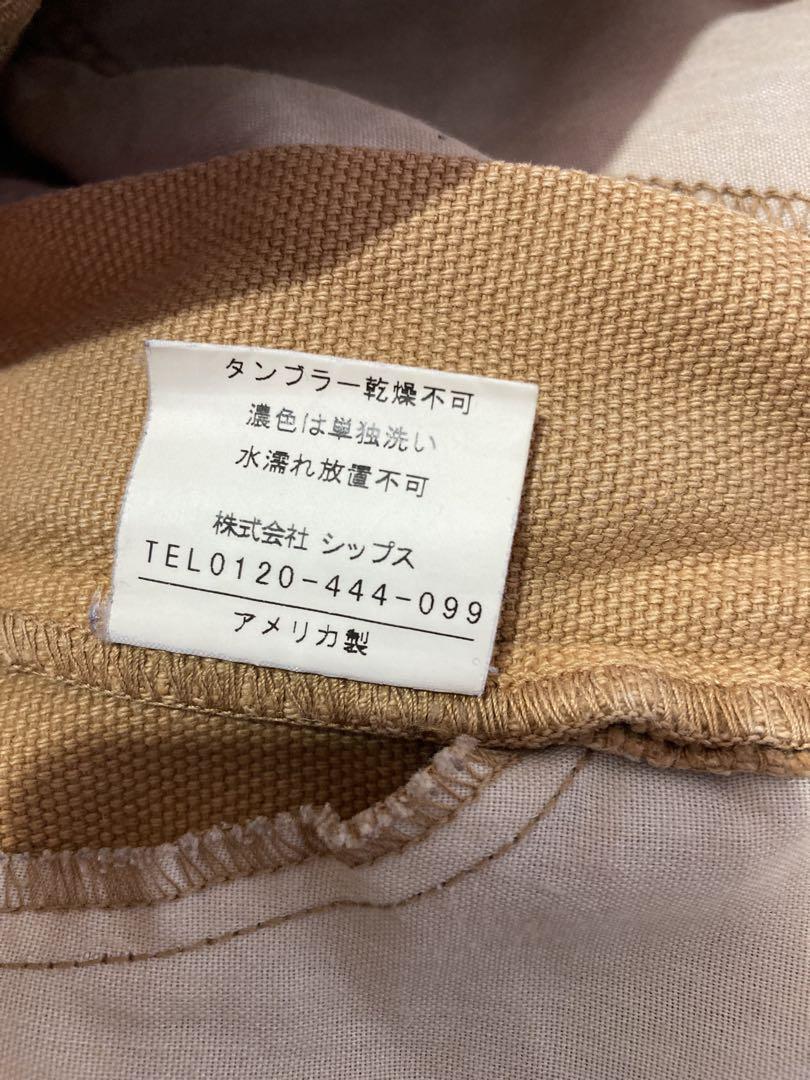 タンブラー乾燥不可
濃色は単独洗い
水濡れ放置不可
株式会社 シップス
TEL0120-444-099
アメリカ製